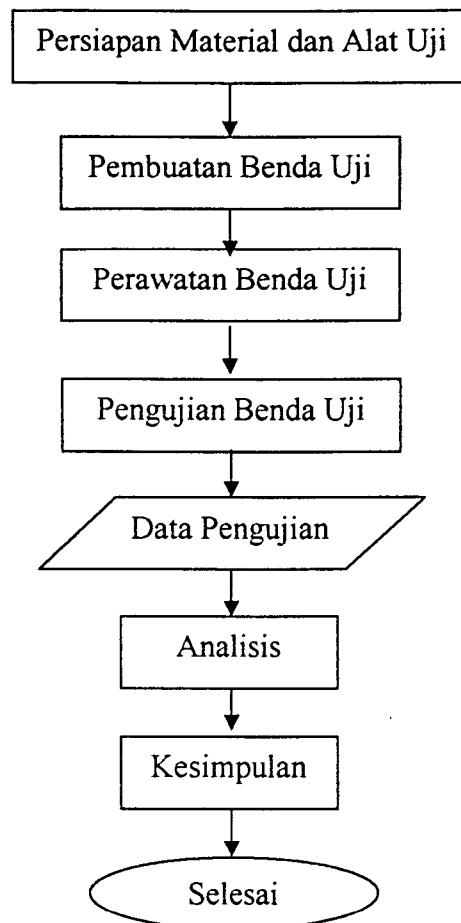 Persiapan Material dan Alat Uji
Pembuatan Benda Uji
Perawatan Benda Uji
Pengujian Benda Uji
Data Pengujian
Analisis
Kesimpulan
Selesai